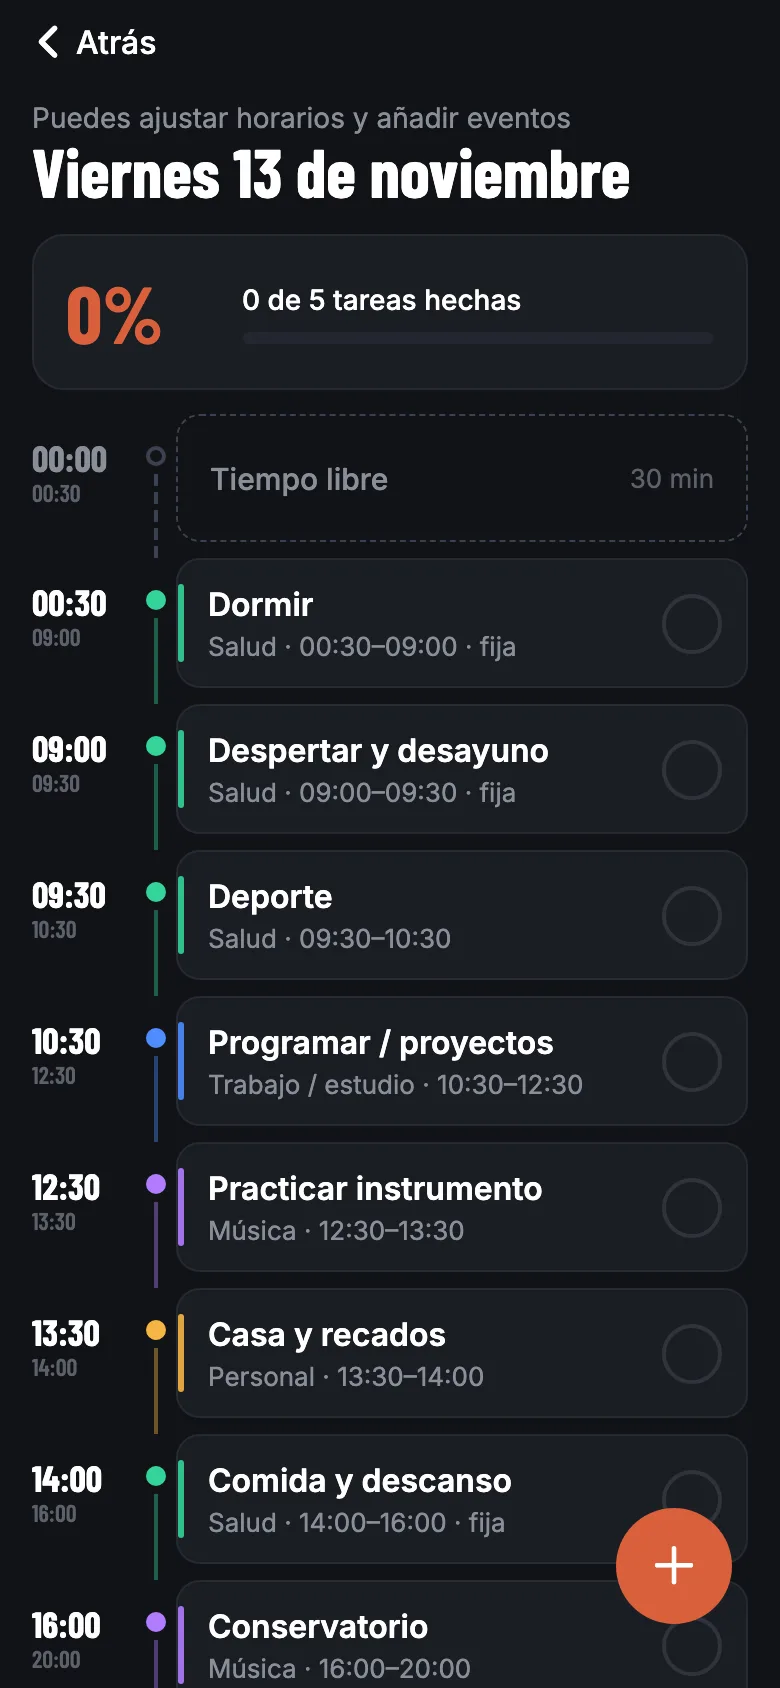 Atrás
Puedes ajustar horarios y añadir eventos
Viernes 13 de noviembre
0%
0 de 5 tareas hechas
00:00
00:30
Tiempo libre
30 min
00:30
09:00
Dormir
Salud · 00:30–09:00 · fija
09:00
09:30
Despertar y desayuno
Salud · 09:00–09:30 · fija
09:30
10:30
Deporte
Salud · 09:30–10:30
10:30
12:30
Programar / proyectos
Trabajo / estudio · 10:30–12:30
12:30
13:30
Practicar instrumento
Música · 12:30–13:30
13:30
14:00
Casa y recados
Personal · 13:30–14:00
14:00
16:00
Comida y descanso
Salud · 14:00–16:00 · fija
16:00
20:00
Conservatorio
Música · 16:00–20:00